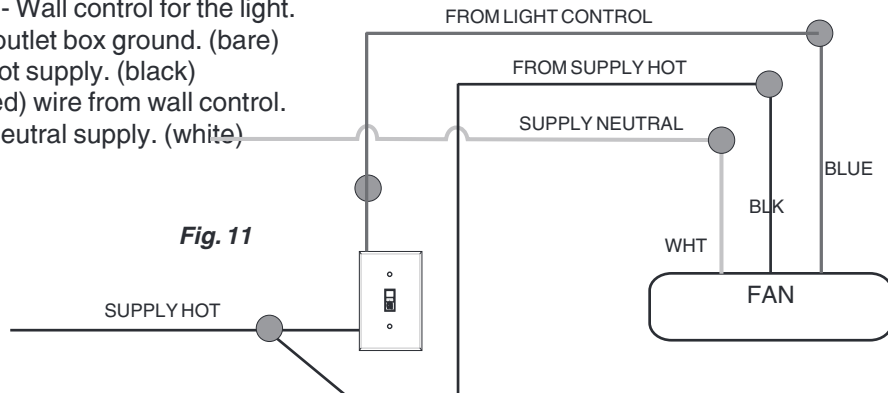 - Wall control for the light.
outlet box ground. (bare)
ot supply. (black)
ed) wire from wall control.
neutral supply. (white)
FROM LIGHT CONTROL
FROM SUPPLY HOT
SUPPLY NEUTRAL
BLUE
BLK
WHT
Fig. 11
FAN
SUPPLY HOT